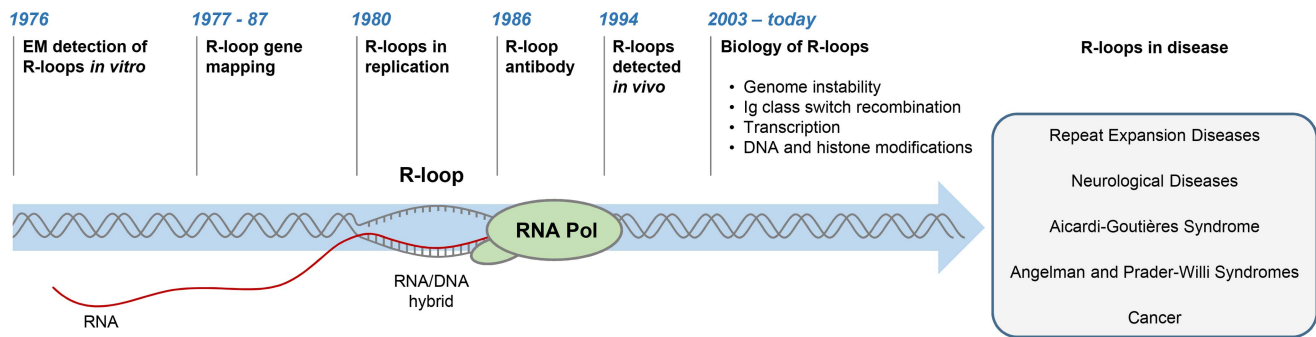 1976
EM detection of
R-loops in vitro
1977 - 87
R-loop gene
mapping
1980
R-loops in
replication
1986
R-loop
antibody
1994
R-loops
detected
in vivo
2003 – today
Biology of R-loops
• Genome instability
• Ig class switch recombination
• Transcription
• DNA and histone modifications
R-loops in disease
Repeat Expansion Diseases
Neurological Diseases
Aicardi-Goutières Syndrome
Angelman and Prader-Willi Syndromes
Cancer
R-loop
RNA Pol
RNA/DNA
hybrid
RNA